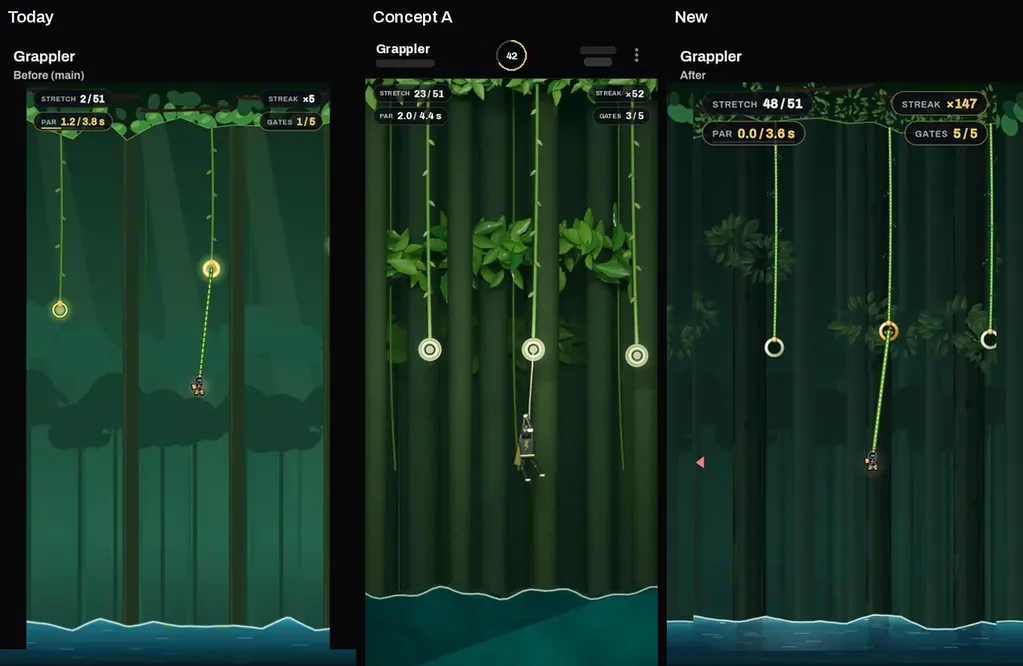 Today
Grappler
Before (main)
STRETCH 2/51
STREAK ×5
PAR 1.2/3.8 s
GATES 1/5
Concept A
Grappler
42
STRETCH 23/51
STREAK ×52
PAR 2.0/4.4 s
GATES 3/5
New
Grappler
After
STRETCH 48/51
STREAK ×147
PAR 0.0/3.6 s
GATES 5/5